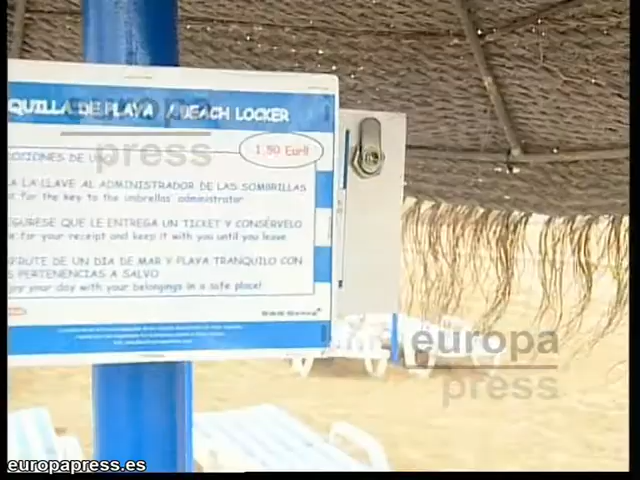 QUILLA DE PLAYA / BEACH LOCKER
1.50 Eur!!
CCIONES DE U
A LA LLAVE AL ADMINISTRADOR DE LAS SOMBRILLAS
for the key to the umbrellas' administrator
GURESE QUE LE ENTREGA UN TICKET Y CONSÉRVELO
for your receipt and keep it with you until you leave
FRUTE DE UN DIA DE MAR Y PLAYA TRANQUILO CON
S PERTENENCIAS A SALVO
joy your day with your belongings in a safe place!
europa
press
europa
press
europapress.es